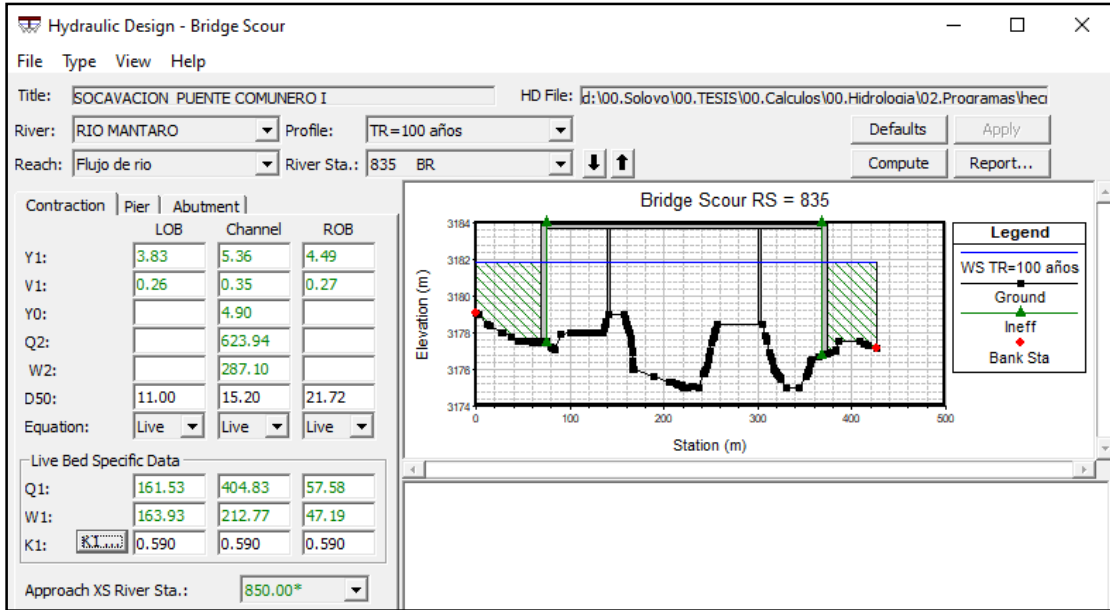 Hydraulic Design - Bridge Scour
File Type View Help
Title: SOCAVACION PUENTE COMUNERO I HD File: d:\00.Solovo\00.TESIS\00.Calculos\00.Hidrologia\02.Programas\hecr
River: RIO MANTARO Profile: TR=100 años Defaults Apply
Reach: Flujo de rio River Sta.: 835 BR Compute Report...
Contraction Pier Abutment
LOB Channel ROB
Y1: 3.83 5.36 4.49
V1: 0.26 0.35 0.27
Y0: 4.90
Q2: 623.94
W2: 287.10
D50: 11.00 15.20 21.72
Equation: Live Live Live
Live Bed Specific Data
Q1: 161.53 404.83 57.58
W1: 163.93 212.77 47.19
K1: K1... 0.590 0.590 0.590
Approach XS River Sta.: 850.00*
Bridge Scour RS = 835
Elevation (m)
3184
3182
3180
3178
3176
3174
0 100 200 300 400 500
Station (m)
Legend
WS TR=100 años
Ground
Ineff
Bank Sta